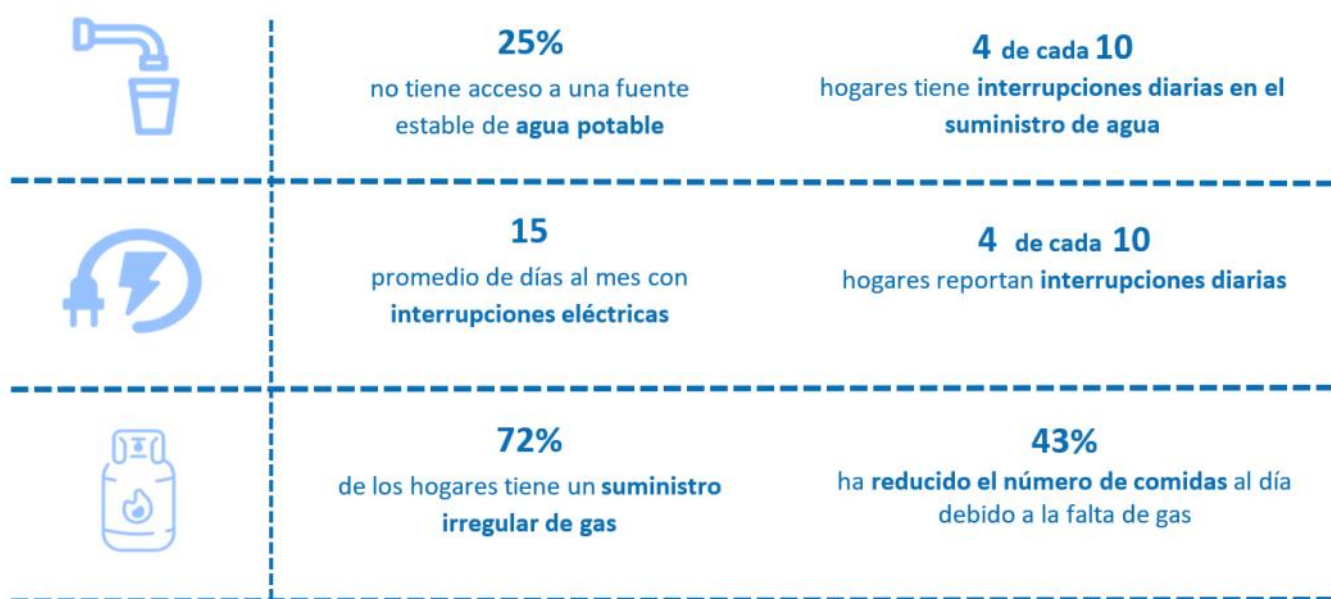 25%
no tiene acceso a una fuente
estable de agua potable
4 de cada 10
hogares tiene interrupciones diarias en el
suministro de agua
15
promedio de días al mes con
interrupciones eléctricas
4 de cada 10
hogares reportan interrupciones diarias
72%
de los hogares tiene un suministro
irregular de gas
43%
ha reducido el número de comidas al día
debido a la falta de gas